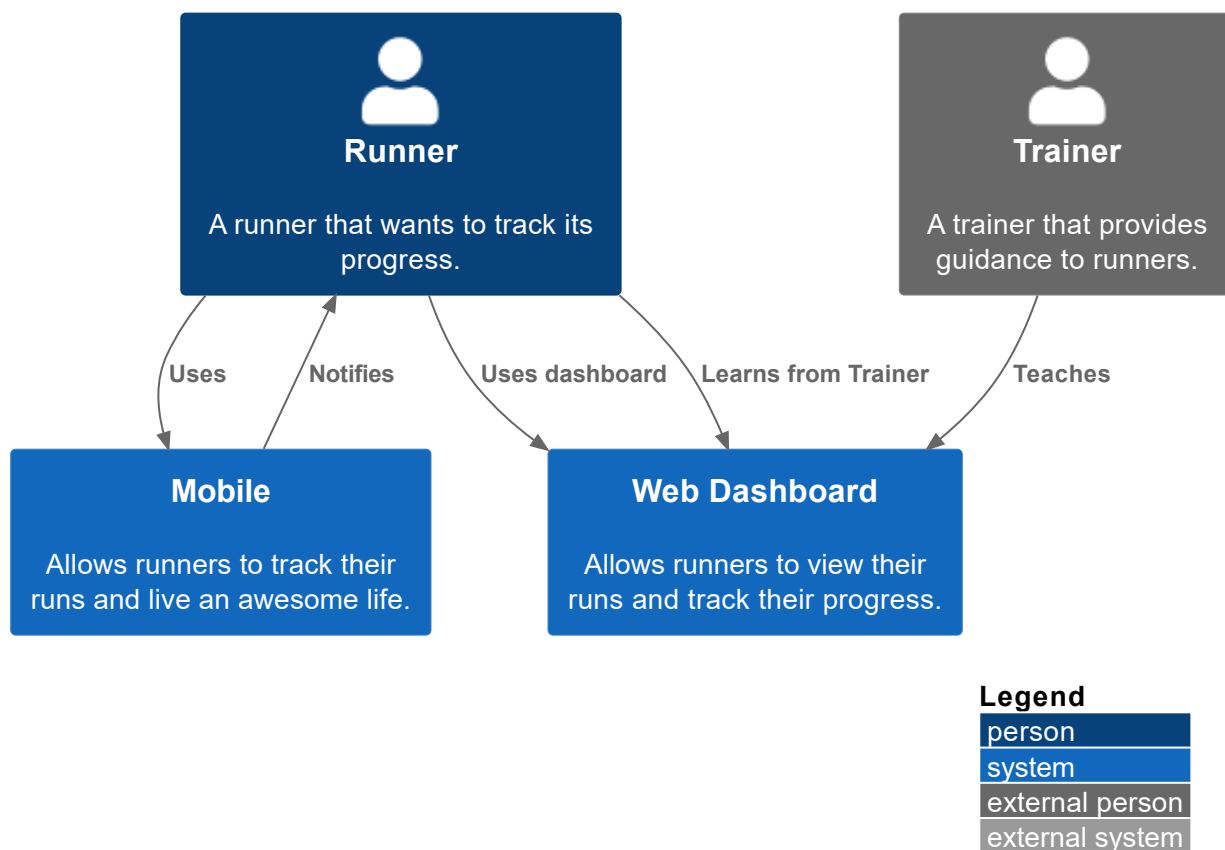 Runner
A runner that wants to track its
progress.
Trainer
A trainer that provides
guidance to runners.
Uses
Notifies
Uses dashboard
Learns from Trainer
Teaches
Mobile
Allows runners to track their
runs and live an awesome life.
Web Dashboard
Allows runners to view their
runs and track their progress.
Legend
person
system
external person
external system